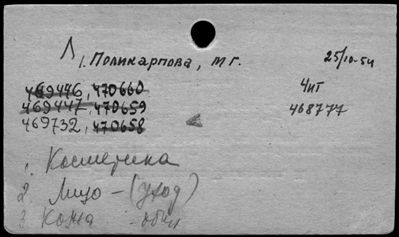 Л 1. Поликарпова, М Г. 25/10-54
469446, 470660 Чит
469447, 470659 468777
469732, 470658
1. Косметика
2. Лицо - (уход)
3. Кожа -